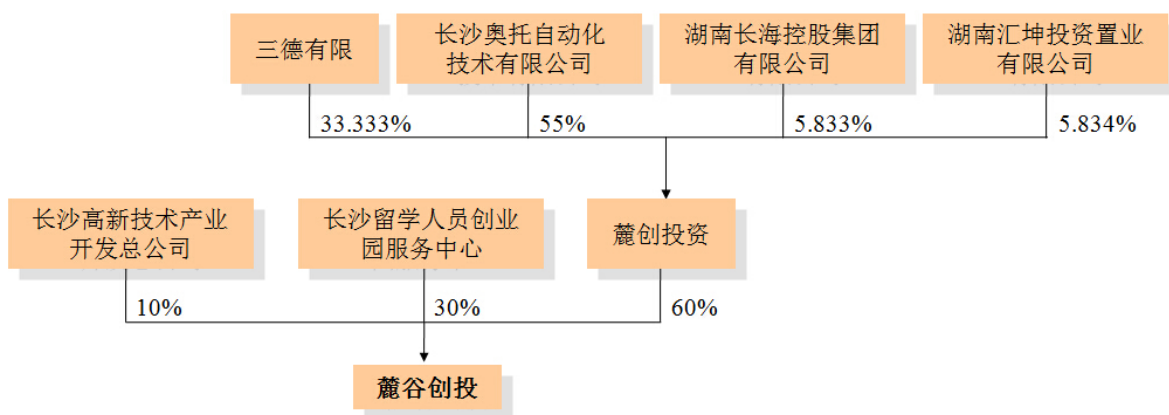 三德有限
长沙奥托自动化
技术有限公司
湖南长海控股集团
有限公司
湖南汇坤投资置业
有限公司
33.333%
55%
5.833%
5.834%
长沙高新技术产业
开发总公司
长沙留学人员创业
园服务中心
麓创投资
10%
30%
60%
麓谷创投